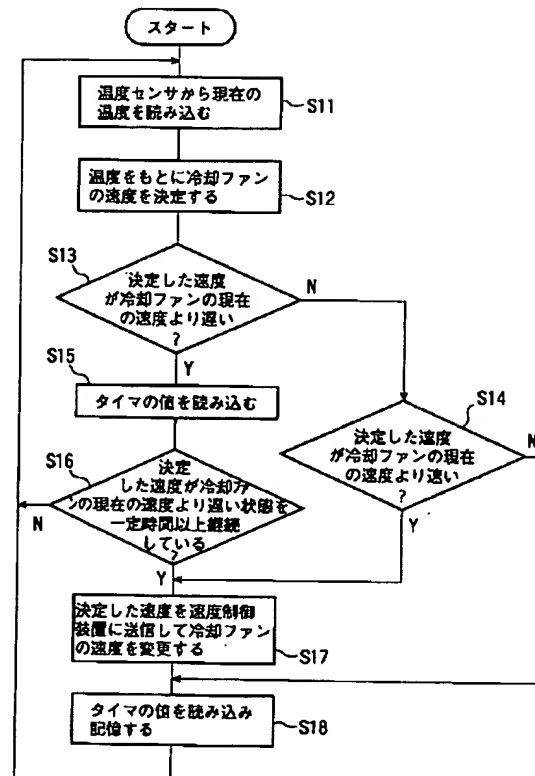 スタート
温度センサから現在の
温度を読み込む
S11
温度をもとに冷却ファン
の速度を決定する
S12
S13
決定した速度
が冷却ファンの現在
の速度より遅い
?
N
Y
S15
タイマの値を読み込む
S14
決定した速度
が冷却ファンの現在
の速度より速い
?
N
Y
S16
決定
した速度が冷却ファ
ンの現在の速度より遅い状態を
一定時間以上継続
している
?
N
Y
決定した速度を速度制御
装置に送信して冷却ファン
の速度を変更する
S17
タイマの値を読み込み
記憶する
S18